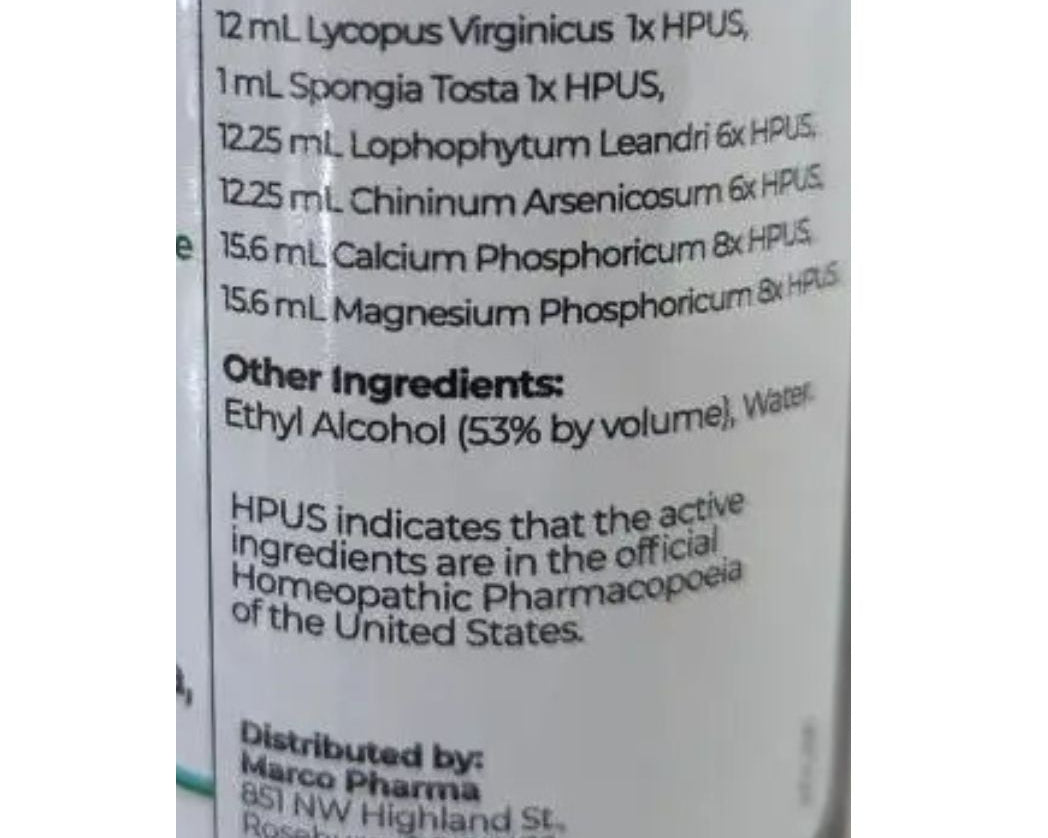 12 mL Lycopus Virginicus 1x HPUS,
1 mL Spongia Tosta 1x HPUS,
12.25 mL Lophophytum Leandri 6x HPUS,
12.25 mL Chininum Arsenicosum 6x HPUS,
15.6 mL Calcium Phosphoricum 8x HPUS,
15.6 mL Magnesium Phosphoricum 8x HPUS.
Other Ingredients:
Ethyl Alcohol (53% by volume), Water.
HPUS indicates that the active
ingredients are in the official
Homeopathic Pharmacopoeia
of the United States.
Distributed by:
Marco Pharma
851 NW Highland St.,